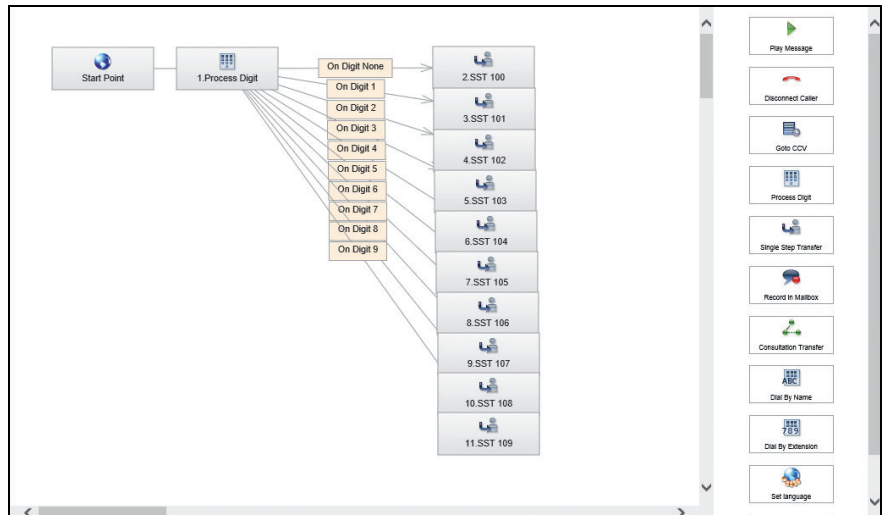 Start Point
1.Process Digit
On Digit None
On Digit 1
On Digit 2
On Digit 3
On Digit 4
On Digit 5
On Digit 6
On Digit 7
On Digit 8
On Digit 9
2.SST 100
3.SST 101
4.SST 102
5.SST 103
6.SST 104
7.SST 105
8.SST 106
9.SST 107
10.SST 108
11.SST 109
Play Message
Disconnect Caller
Goto CCV
Process Digit
Single Step Transfer
Record In Mailbox
Consultation Transfer
ABC
Dial By Name
789
Dial By Extension
Set language